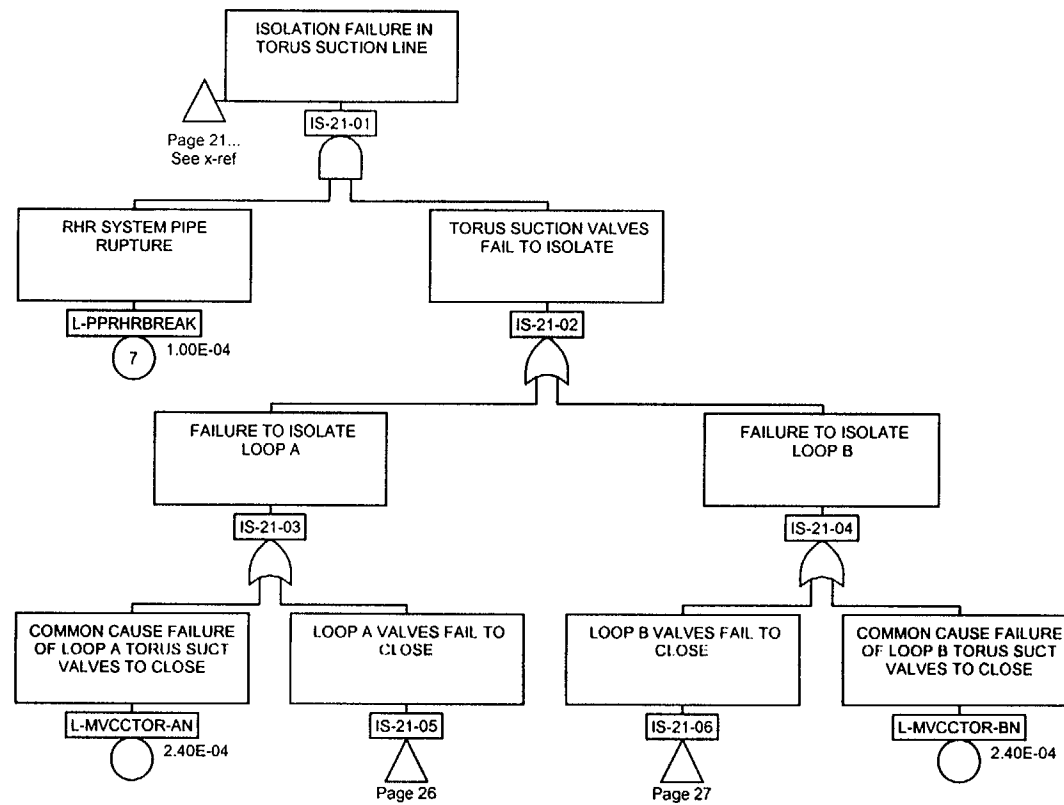 ISOLATION FAILURE IN
TORUS SUCTION LINE
Page 21...
See x-ref
IS-21-01
RHR SYSTEM PIPE
RUPTURE
TORUS SUCTION VALVES
FAIL TO ISOLATE
L-PPRHRBREAK
7
1.00E-04
IS-21-02
FAILURE TO ISOLATE
LOOP A
FAILURE TO ISOLATE
LOOP B
IS-21-03
IS-21-04
COMMON CAUSE FAILURE
OF LOOP A TORUS SUCT
VALVES TO CLOSE
LOOP A VALVES FAIL TO
CLOSE
LOOP B VALVES FAIL TO
CLOSE
COMMON CAUSE FAILURE
OF LOOP B TORUS SUCT
VALVES TO CLOSE
L-MVCCTOR-AN
2.40E-04
IS-21-05
Page 26
IS-21-06
Page 27
L-MVCCTOR-BN
2.40E-04